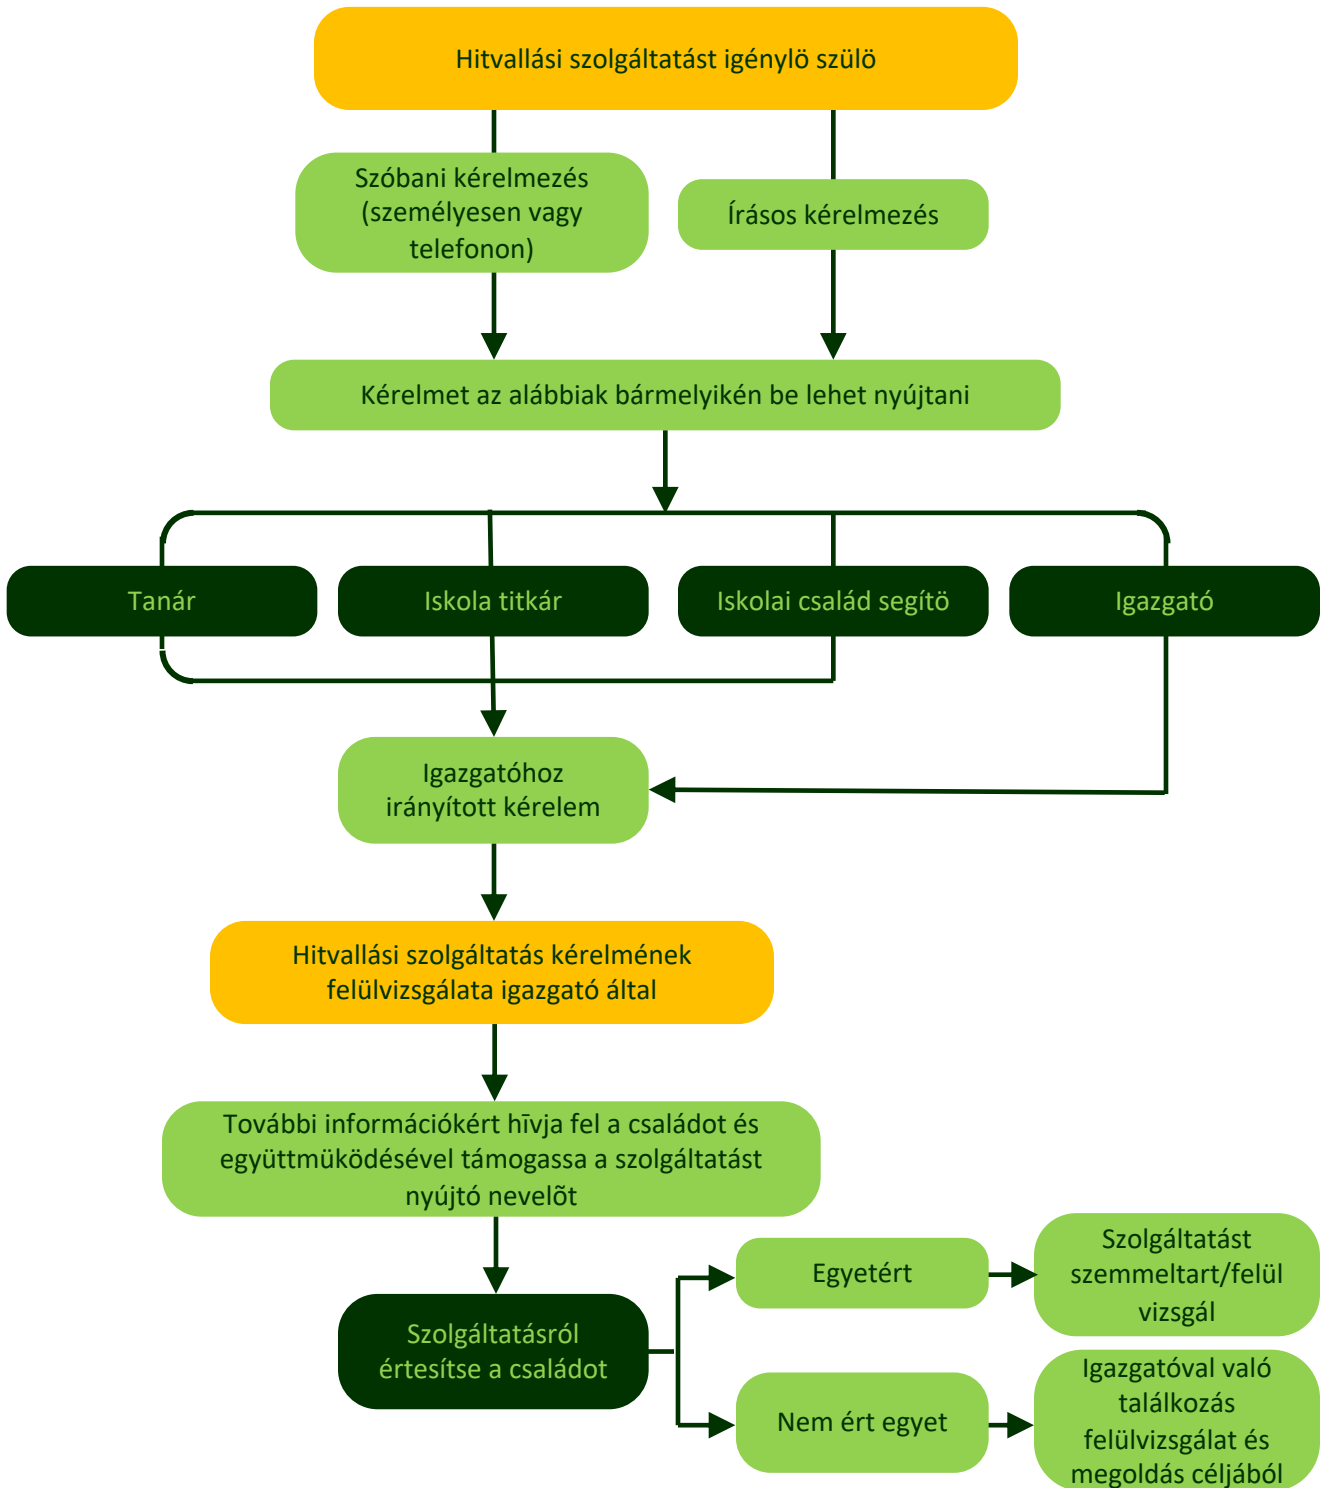 Hitvallási szolgáltatást igénylö szülö
Szóbani kérelmezés
(személyesen vagy
telefonon)
Írásos kérelmezés
Kérelmet az alábbiak bármelyikén be lehet nyújtani
Tanár
Iskola titkár
Iskolai család segítö
Igazgató
Igazgatóhoz
irányított kérelem
Hitvallási szolgáltatás kérelmének
felülvizsgálata igazgató által
További információkért hīvja fel a családot és
együttmüködésével támogassa a szolgáltatást
nyújtó nevelõt
Szolgáltatásról
értesítse a családot
Egyetért
Szolgáltatást
szemmeltart/felül
vizsgál
Nem ért egyet
Igazgatóval való
találkozás
felülvizsgálat és
megoldás céljából